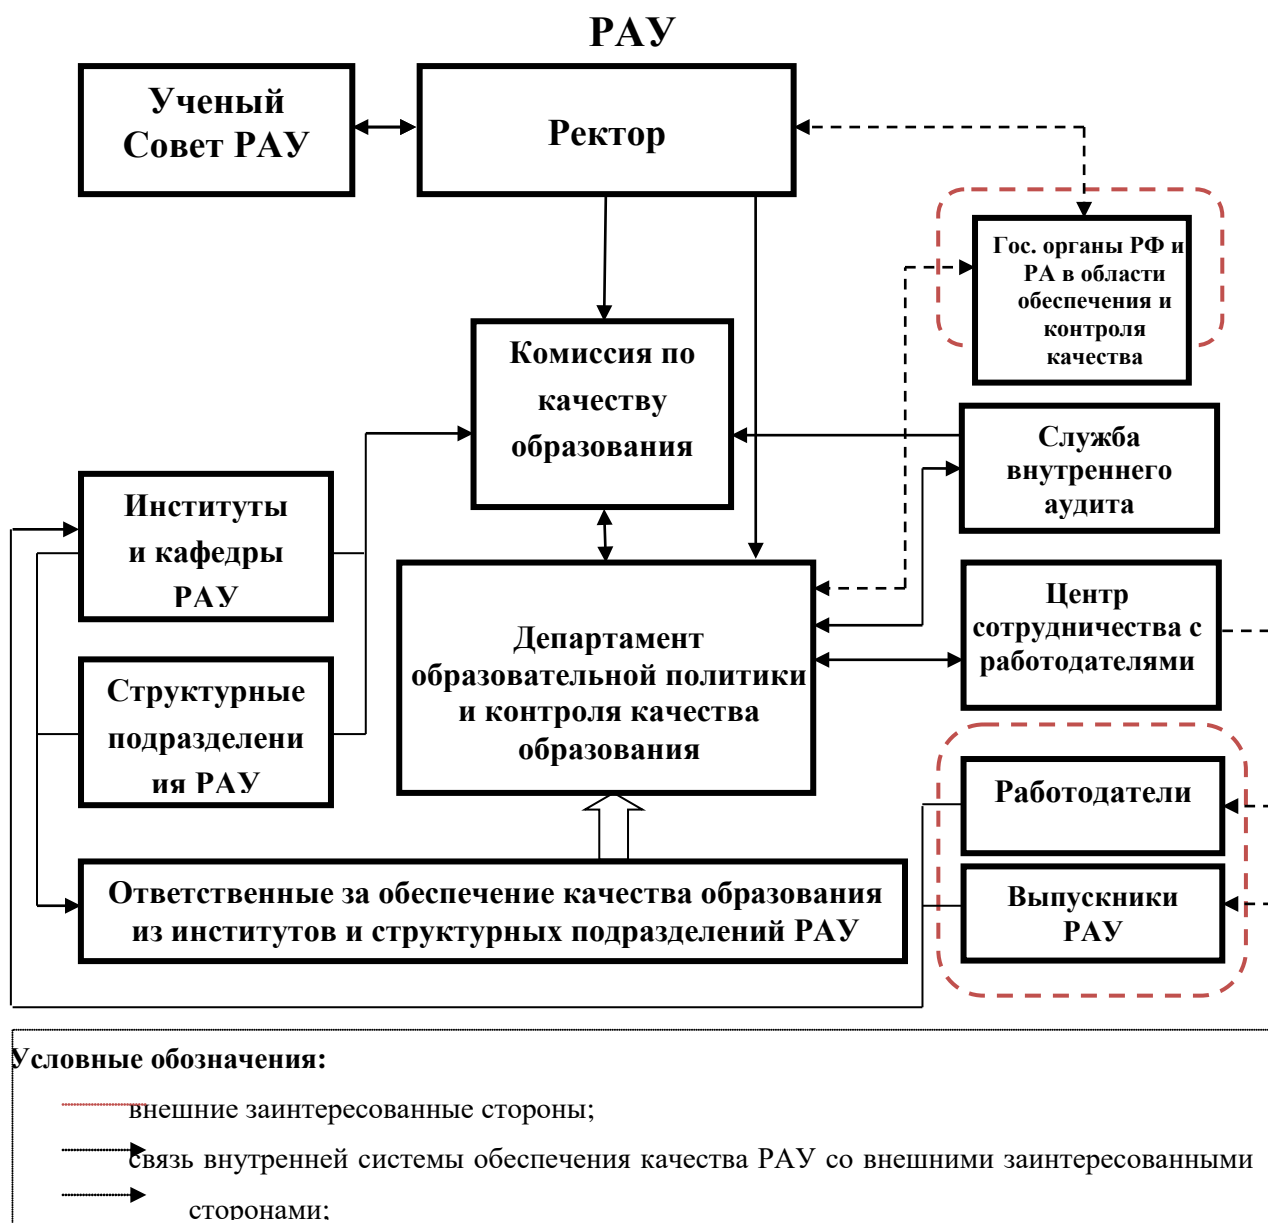 РАУ
Ученый
Совет РАУ
Ректор
Гос. органы РФ и
РА в области
обеспечения и
контроля
качества
Комиссия по
качеству
образования
Служба
внутреннего
аудита
Институты
и кафедры
РАУ
Центр
сотрудничества с
работодателями
Департамент
образовательной политики
и контроля качества
образования
Структурные
подразделени
ия РАУ
Работодатели
Ответственные за обеспечение качества образования
из институтов и структурных подразделений РАУ
Выпускники
РАУ
Условные обозначения:
внешние заинтересованные стороны;
связь внутренней системы обеспечения качества РАУ со внешними заинтересованными
сторонами;